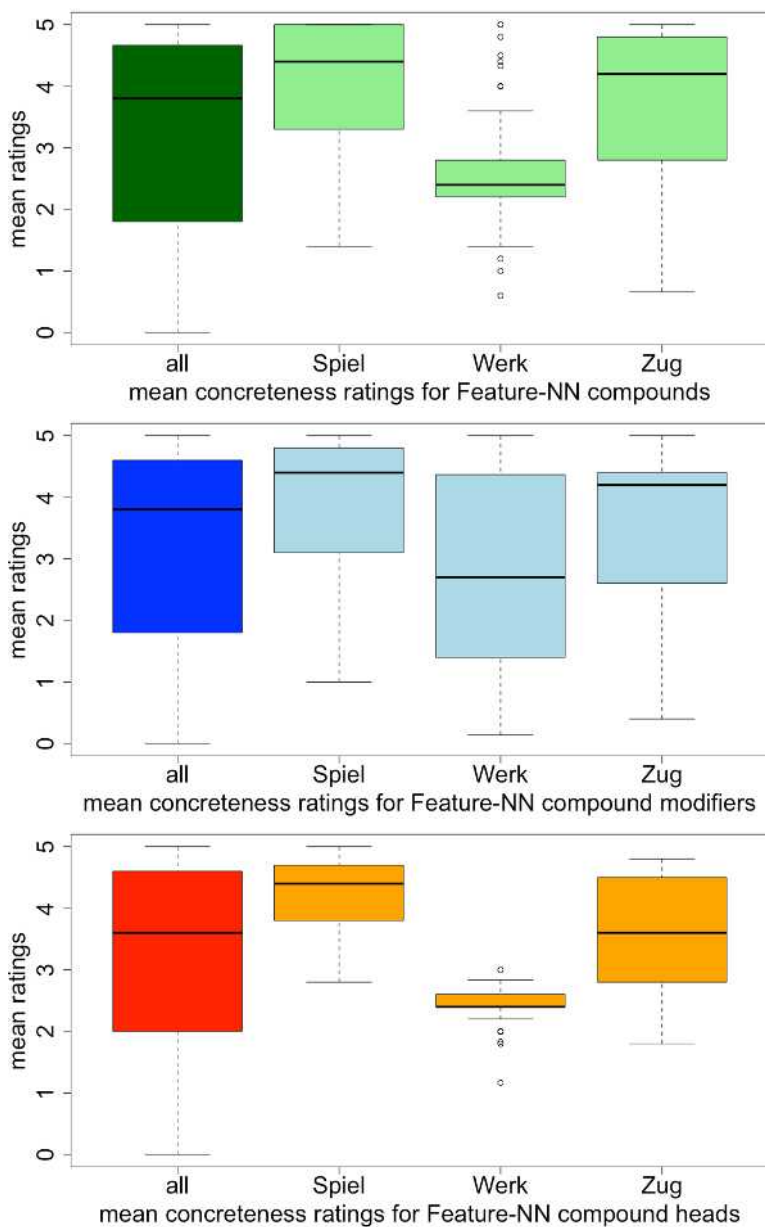 mean ratings
5
4
3
2
1
0
all Spiel Werk Zug
mean concreteness ratings for Feature-NN compounds
mean ratings
5
4
3
2
1
0
all Spiel Werk Zug
mean concreteness ratings for Feature-NN compound modifiers
mean ratings
5
4
3
2
1
0
all Spiel Werk Zug
mean concreteness ratings for Feature-NN compound heads